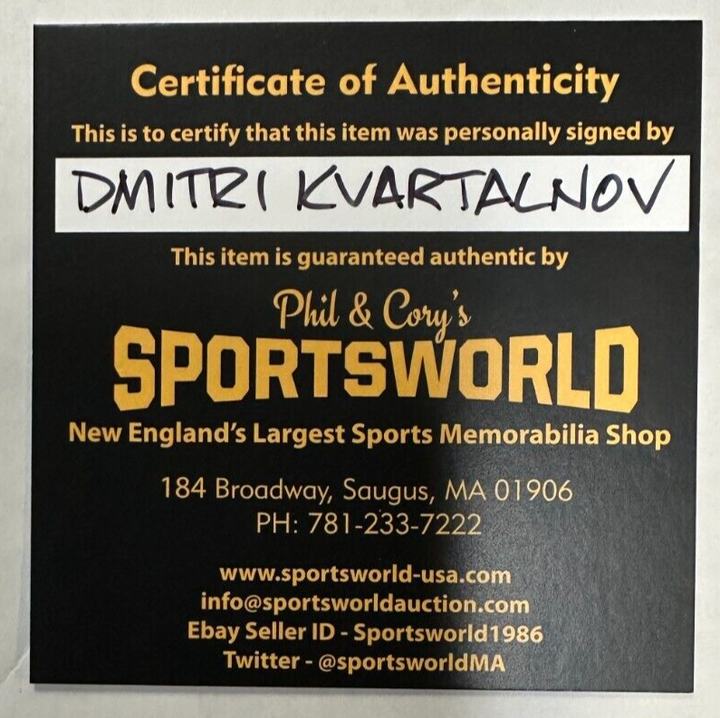 Certificate of Authenticity
This is to certify that this item was personally signed by
DMITRI KVARTALNOV
This item is guaranteed authentic by
Phil & Cory's
SPORTSWORLD
New England's Largest Sports Memorabilia Shop
184 Broadway, Saugus, MA 01906
PH: 781-233-7222
www.sportsworld-usa.com
info@sportsworldauction.com
Ebay Seller ID - Sportsworld1986
Twitter - @sportsworldMA